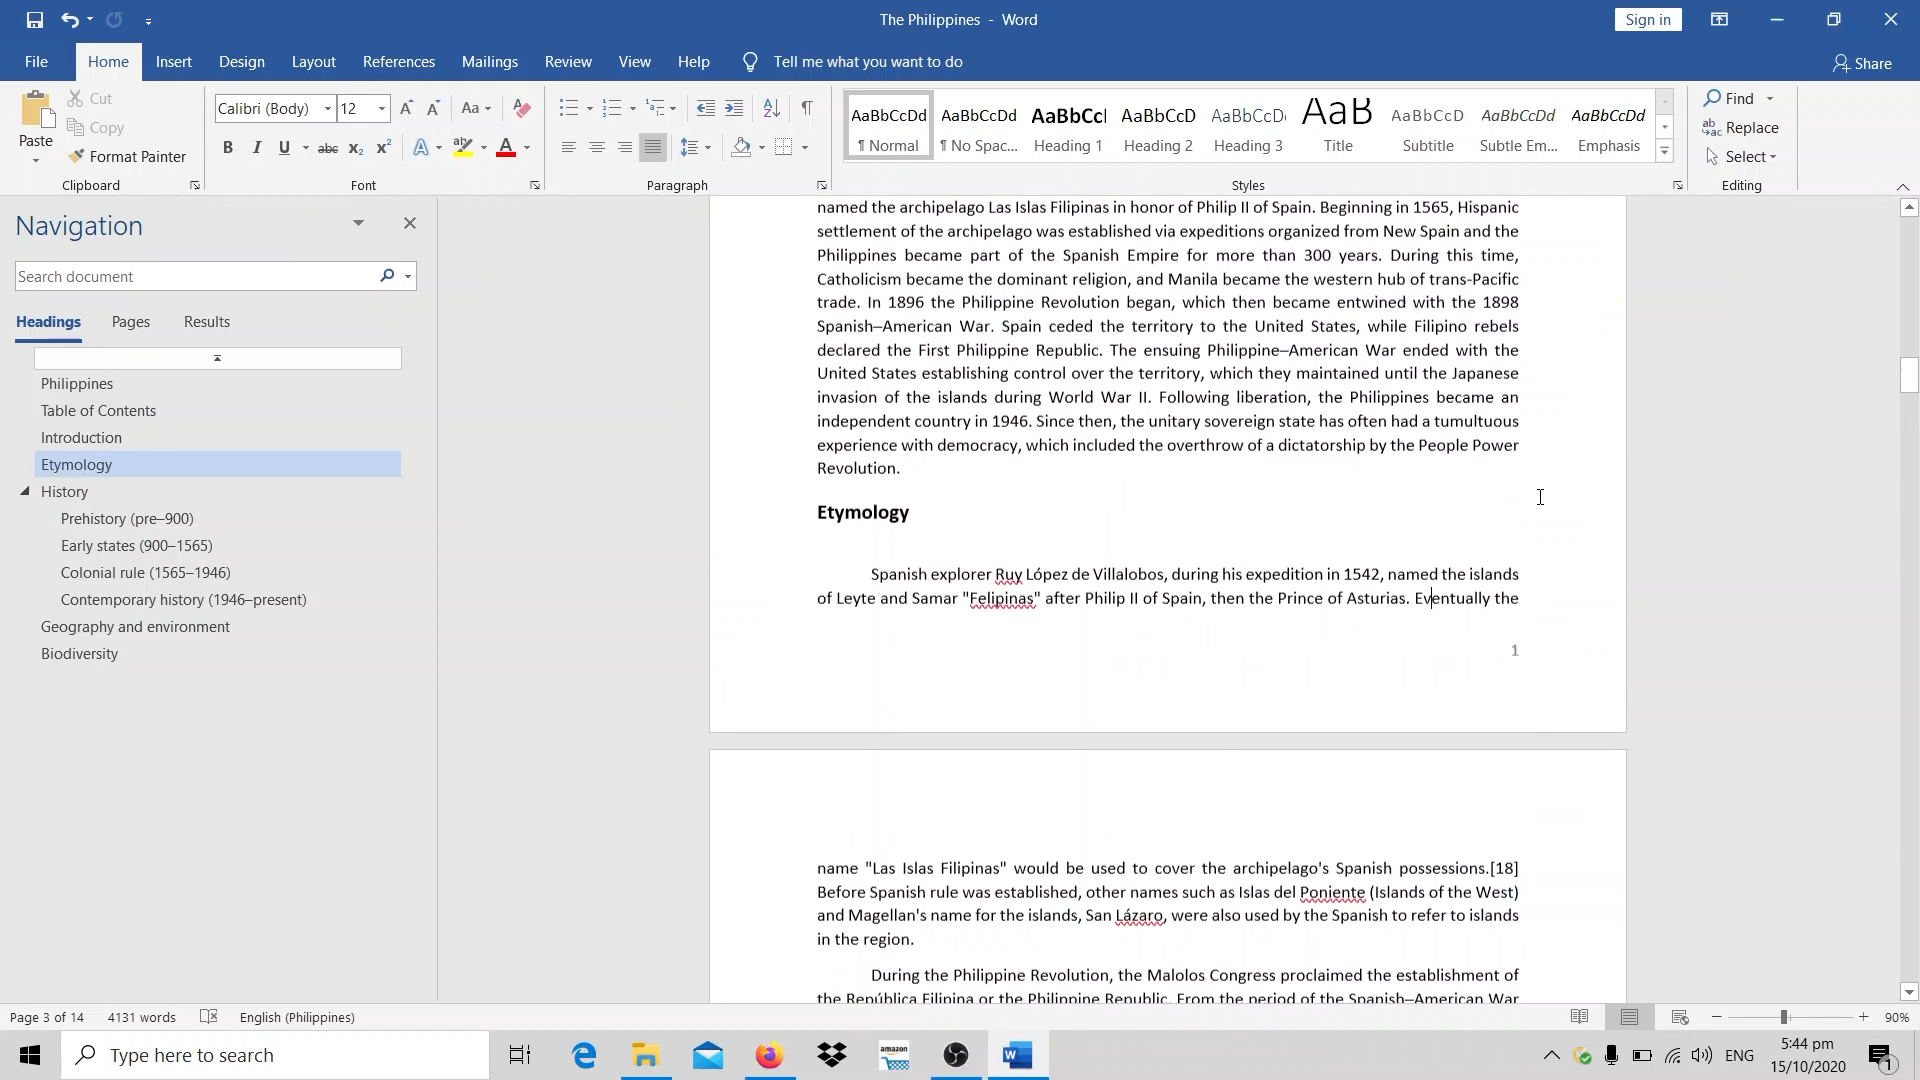 The Philippines - Word
Sign in
File Home Insert Design Layout References Mailings Review View Help Tell me what you want to do Share
Paste
Cut
Copy
Format Painter
Clipboard
Calibri (Body) 12
Font
Paragraph
AaBbCcDd AaBbCcDd AaBbCcI AaBbCcD AaBbCcD AaB AaBbCcD AaBbCcDd AaBbCcDd
¶ Normal ¶ No Spac... Heading 1 Heading 2 Heading 3 Title Subtitle Subtle Em... Emphasis
Styles
Find
Replace
Select
Editing
Navigation
Search document
Headings Pages Results
Philippines
Table of Contents
Introduction
Etymology
History
Prehistory (pre–900)
Early states (900–1565)
Colonial rule (1565–1946)
Contemporary history (1946–present)
Geography and environment
Biodiversity
named the archipelago Las Islas Filipinas in honor of Philip II of Spain. Beginning in 1565, Hispanic
settlement of the archipelago was established via expeditions organized from New Spain and the
Philippines became part of the Spanish Empire for more than 300 years. During this time,
Catholicism became the dominant religion, and Manila became the western hub of trans-Pacific
trade. In 1896 the Philippine Revolution began, which then became entwined with the 1898
Spanish–American War. Spain ceded the territory to the United States, while Filipino rebels
declared the First Philippine Republic. The ensuing Philippine–American War ended with the
United States establishing control over the territory, which they maintained until the Japanese
invasion of the islands during World War II. Following liberation, the Philippines became an
independent country in 1946. Since then, the unitary sovereign state has often had a tumultuous
experience with democracy, which included the overthrow of a dictatorship by the People Power
Revolution.
Etymology
Spanish explorer Ruy López de Villalobos, during his expedition in 1542, named the islands
of Leyte and Samar "Felipinas" after Philip II of Spain, then the Prince of Asturias. Eventually the
1
name "Las Islas Filipinas" would be used to cover the archipelago's Spanish possessions.[18]
Before Spanish rule was established, other names such as Islas del Poniente (Islands of the West)
and Magellan's name for the islands, San Lázaro, were also used by the Spanish to refer to islands
in the region.
During the Philippine Revolution, the Malolos Congress proclaimed the establishment of
the República Filipina or the Philippine Republic. From the period of the Spanish–American War
Page 3 of 14 4131 words English (Philippines) 90%
Type here to search
amazon
ENG
5:44 pm
15/10/2020
1